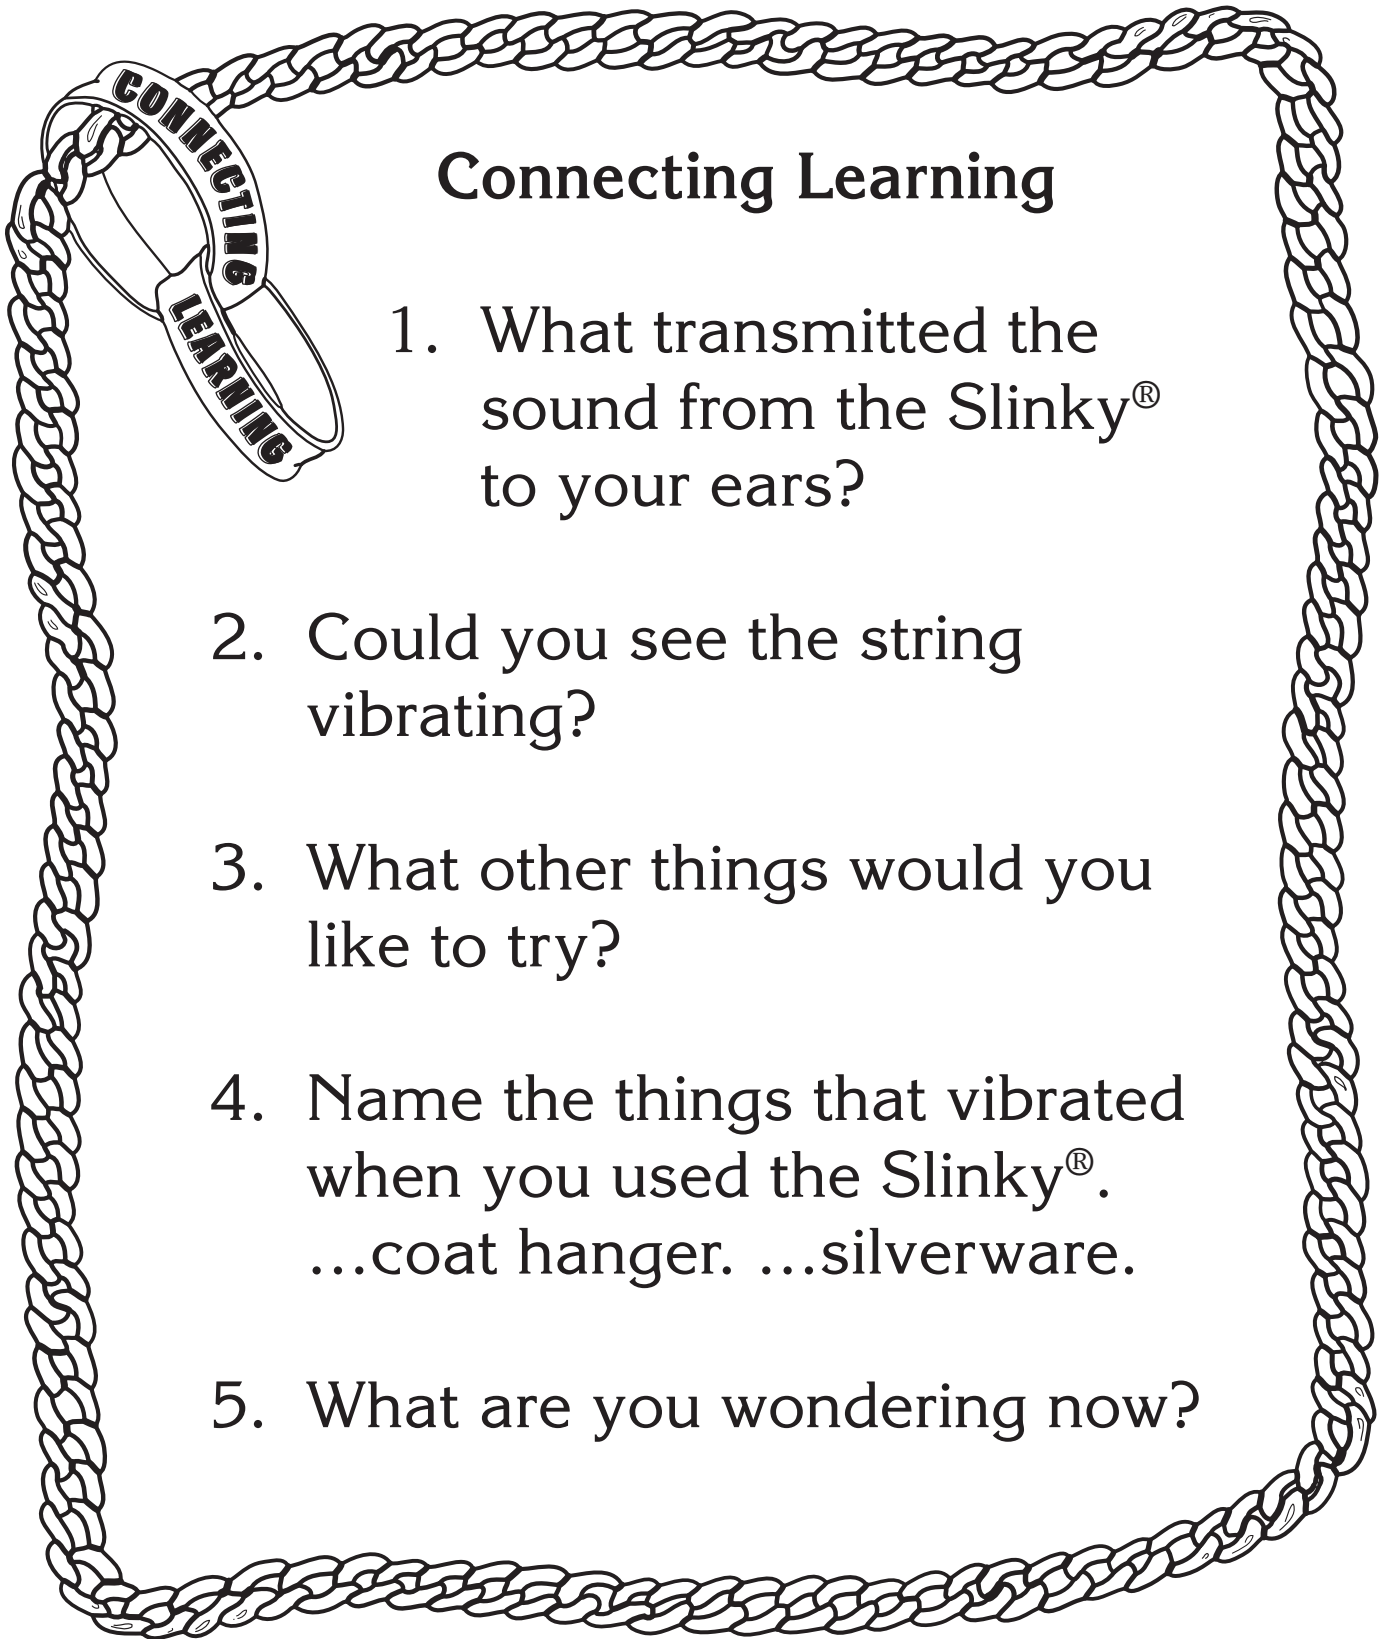 CONNECTING
LEARNING
Connecting Learning
1. What transmitted the
sound from the Slinky®
to your ears?
2. Could you see the string
vibrating?
3. What other things would you
like to try?
4. Name the things that vibrated
when you used the Slinky®.
…coat hanger. …silverware.
5. What are you wondering now?